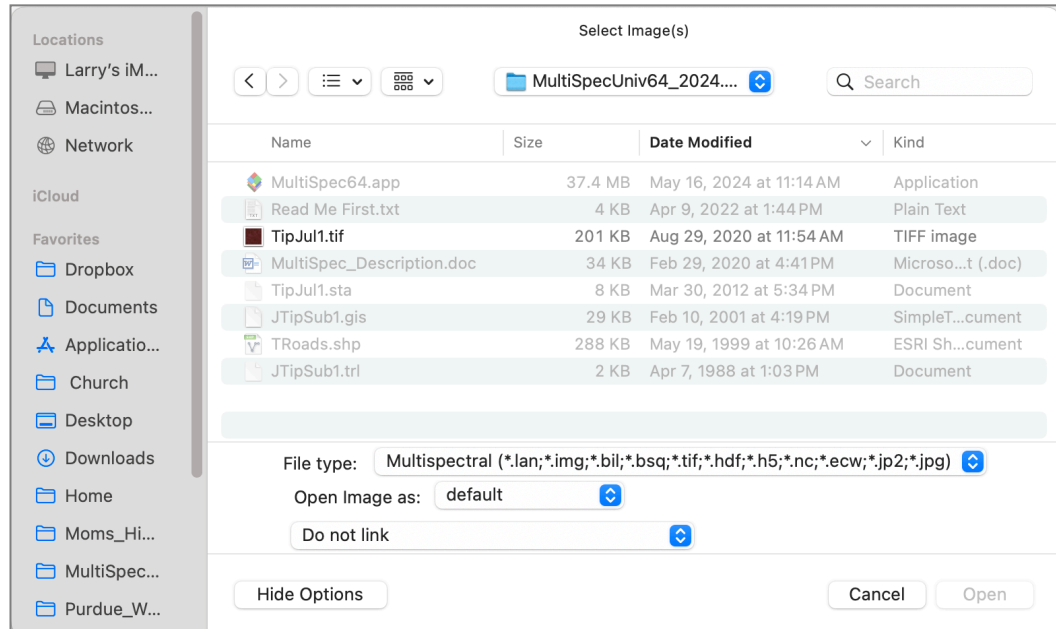 Select Image(s)
Locations
Larry's iM...
Macintos...
Network
iCloud
Favorites
Dropbox
Documents
Applicatio...
Church
Desktop
Downloads
Home
Moms_Hi...
MultiSpec...
Purdue_W...
MultiSpecUniv64_2024....
Search
Name Size Date Modified Kind
MultiSpec64.app 37.4 MB May 16, 2024 at 11:14 AM Application
Read Me First.txt 4 KB Apr 9, 2022 at 1:44 PM Plain Text
TipJul1.tif 201 KB Aug 29, 2020 at 11:54 AM TIFF image
MultiSpec_Description.doc 34 KB Feb 29, 2020 at 4:41 PM Microso...t (.doc)
TipJul1.sta 8 KB Mar 30, 2012 at 5:34 PM Document
JTipSub1.gis 29 KB Feb 10, 2001 at 4:19 PM SimpleT...cument
TRoads.shp 288 KB May 19, 1999 at 10:26 AM ESRI Sh...cument
JTipSub1.trl 2 KB Apr 7, 1988 at 1:03 PM Document
File type: Multispectral (*.lan;*.img;*.bil;*.bsq;*.tif;*.hdf;*.h5;*.nc;*.ecw;*.jp2;*.jpg)
Open Image as: default
Do not link
Hide Options Cancel Open